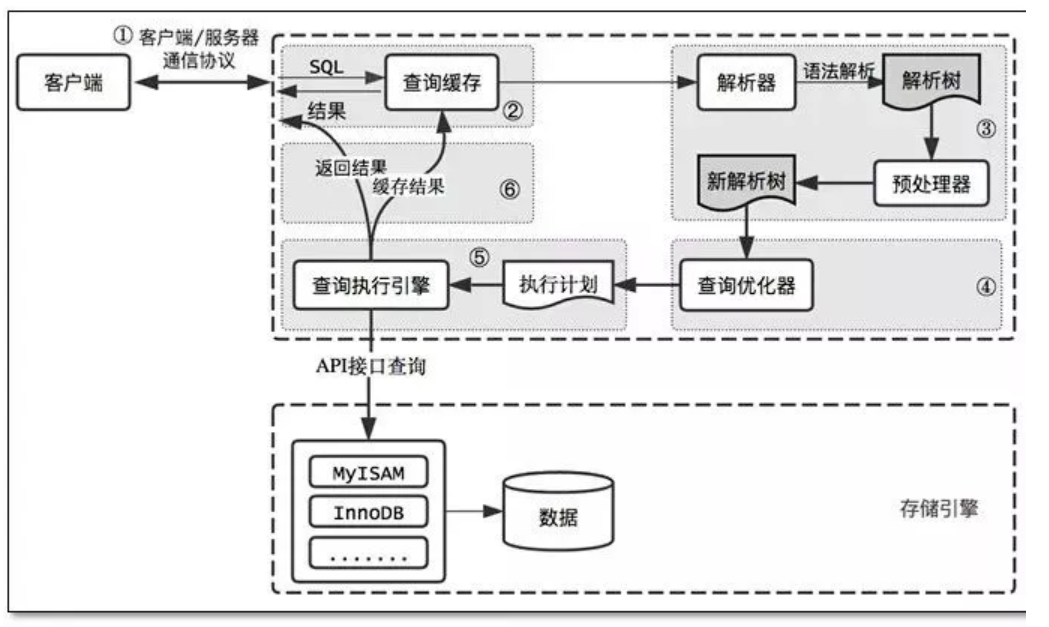 ① 客户端/服务器
通信协议
客户端
SQL
结果
查询缓存
②
解析器
语法解析
解析树
③
预处理器
新解析树
返回结果
缓存结果
⑥
查询执行引擎
⑤
执行计划
查询优化器
④
API接口查询
MyISAM
InnoDB
.......
数据
存储引擎